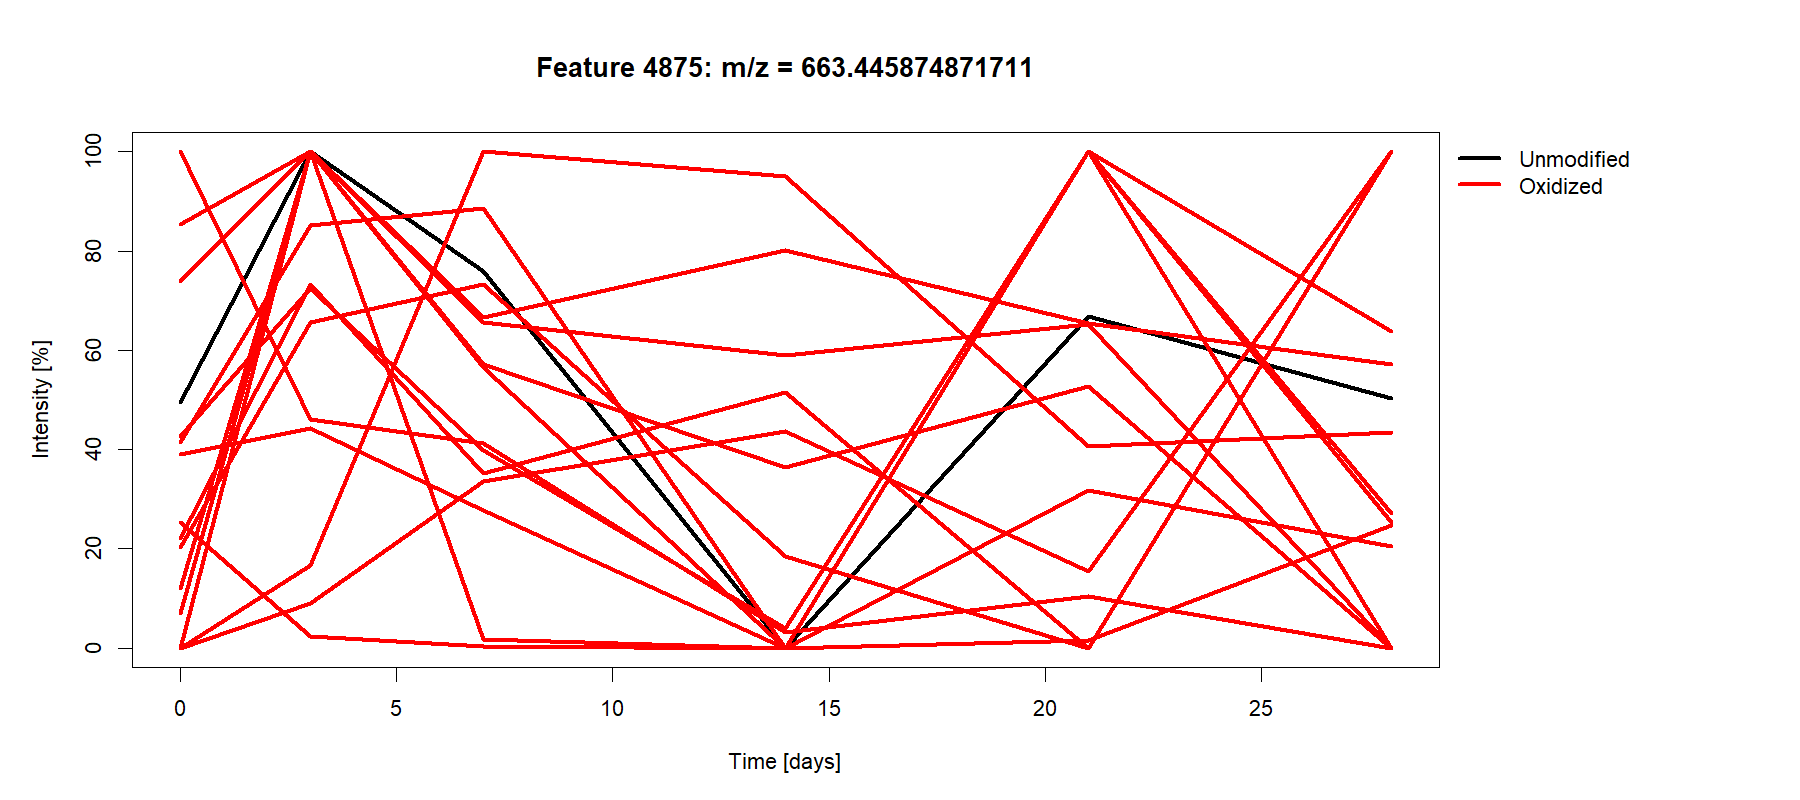 Feature 4875: m/z = 663.445874871711
Unmodified
Oxidized
Intensity [%]
100
80
60
40
20
0
0 5 10 15 20 25
Time [days]